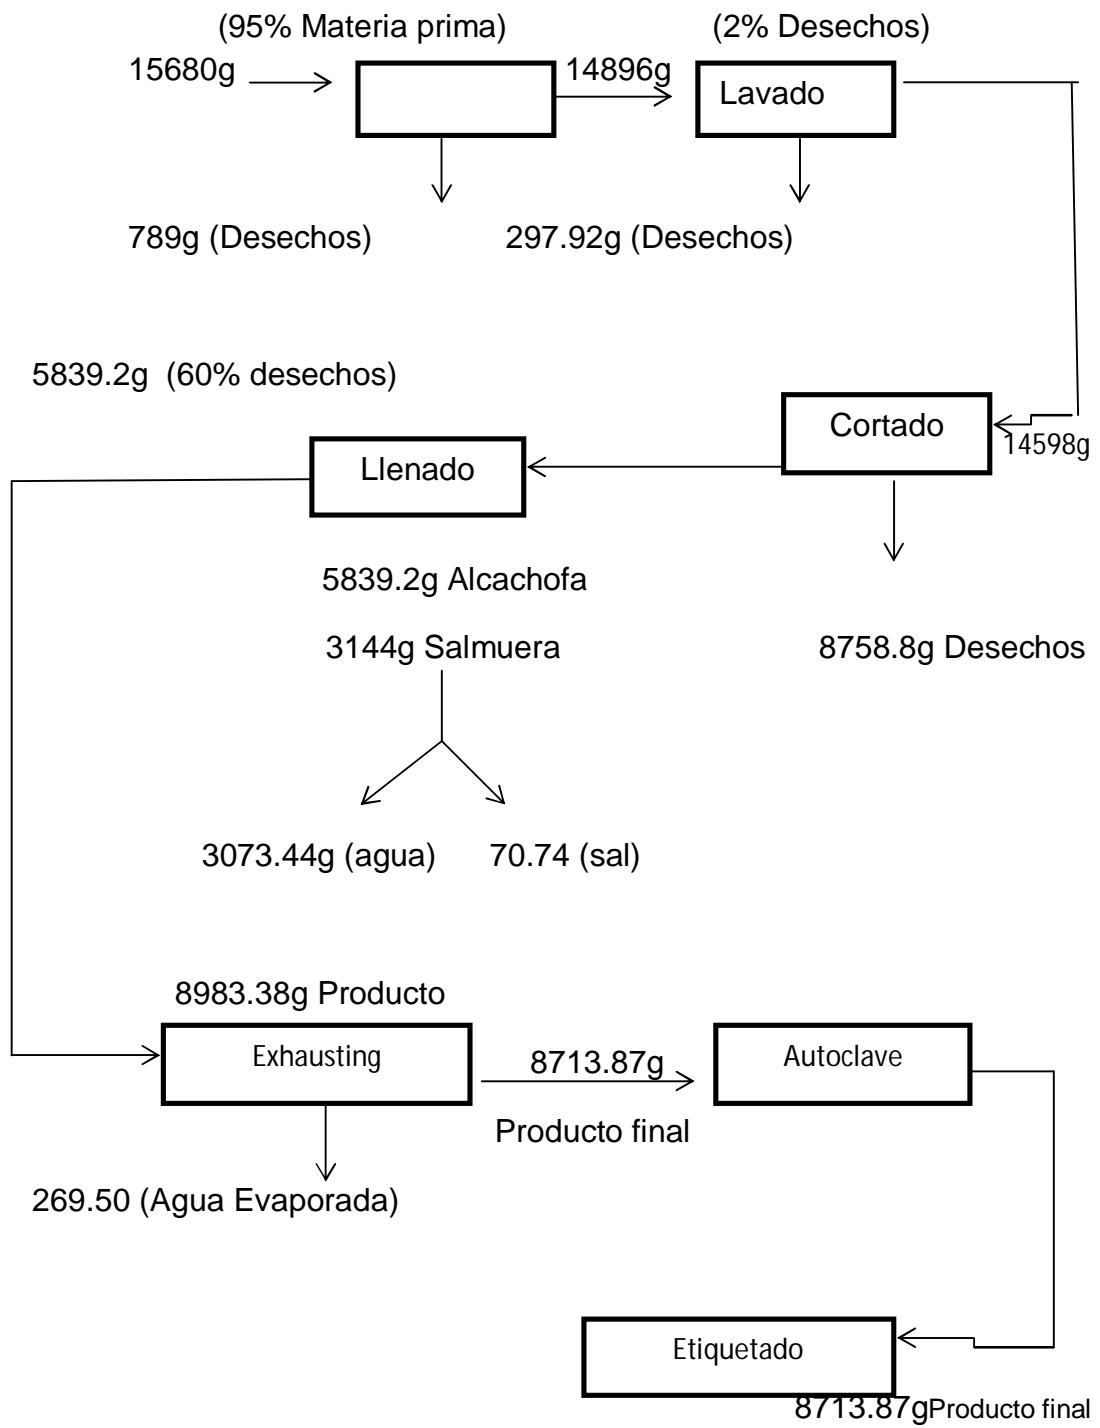 (95% Materia prima) (2% Desechos)
15680g 14896g Lavado
789g (Desechos) 297.92g (Desechos)
5839.2g (60% desechos)
Cortado
14598g
Llenado
5839.2g Alcachofa
3144g Salmuera
8758.8g Desechos
3073.44g (agua) 70.74 (sal)
8983.38g Producto
Exhausting
8713.87g
Autoclave
Producto final
269.50 (Agua Evaporada)
Etiquetado
8713.87gProducto final